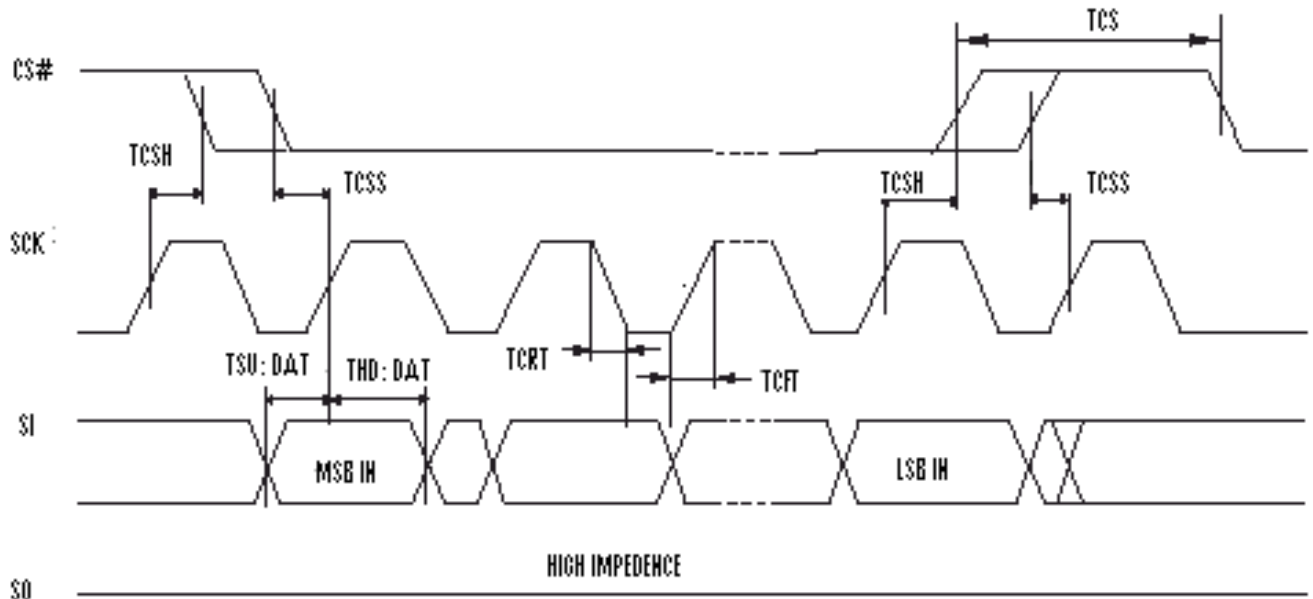 TCS
CS#
TCSH
TCSS
TCSH
TCSS
SCK
TSU: DAT
THD: DAT
TCRT
TCFT
SI
MSB IN
LSB IN
HIGH IMPEDENCE
SO